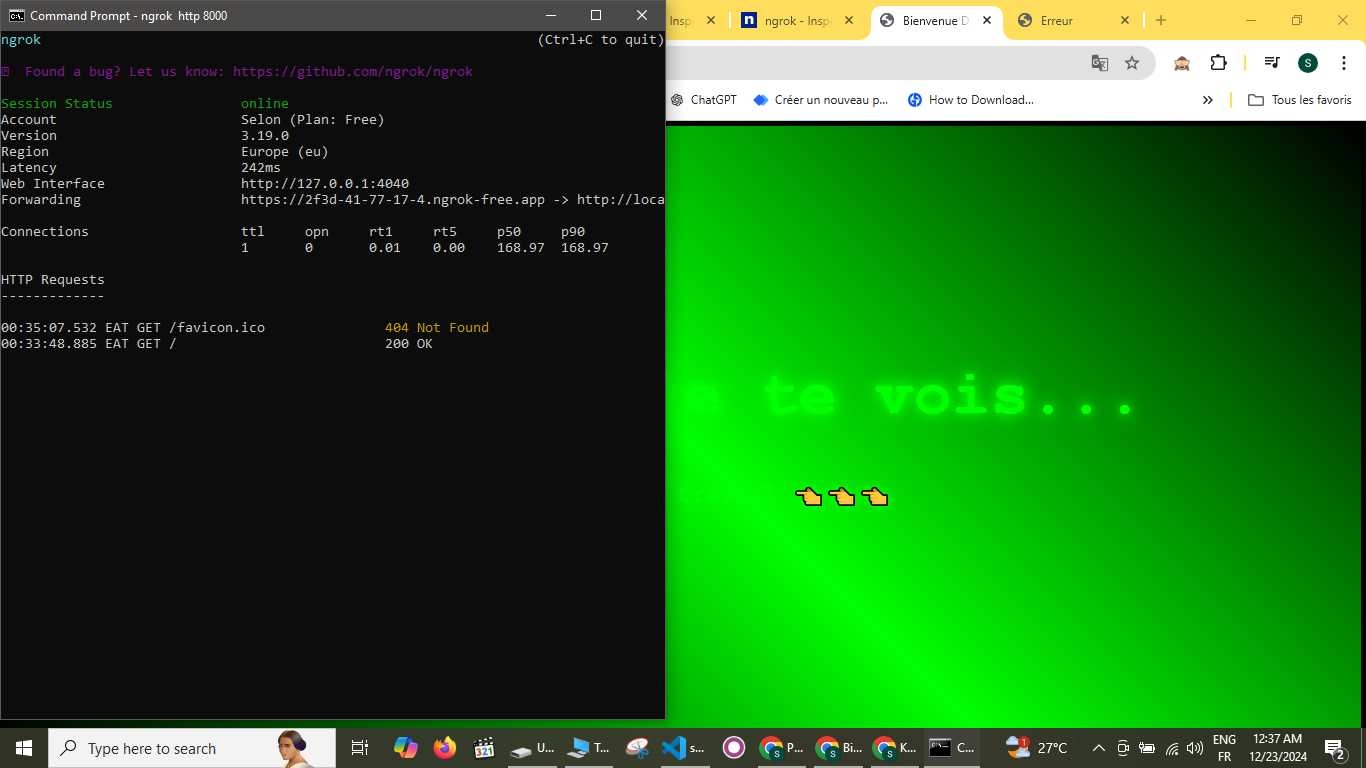 Command Prompt - ngrok http 8000
ngrok (Ctrl+C to quit)
Found a bug? Let us know: https://github.com/ngrok/ngrok
Session Status online
Account Selon (Plan: Free)
Version 3.19.0
Region Europe (eu)
Latency 242ms
Web Interface http://127.0.0.1:4040
Forwarding https://2f3d-41-77-17-4.ngrok-free.app -> http://loca
Connections ttl opn rt1 rt5 p50 p90
1 0 0.01 0.00 168.97 168.97
HTTP Requests
-------------
00:35:07.532 EAT GET /favicon.ico 404 Not Found
00:33:48.885 EAT GET / 200 OK
Insp
n ngrok - Insp
Bienvenue D
Erreur
S
ChatGPT
Créer un nouveau p...
How to Download...
Tous les favoris
e te vois...
Type here to search
321
U...
T...
s...
P...
Bi...
K...
C...
1
27°C
ENG
FR
12:37 AM
12/23/2024
2